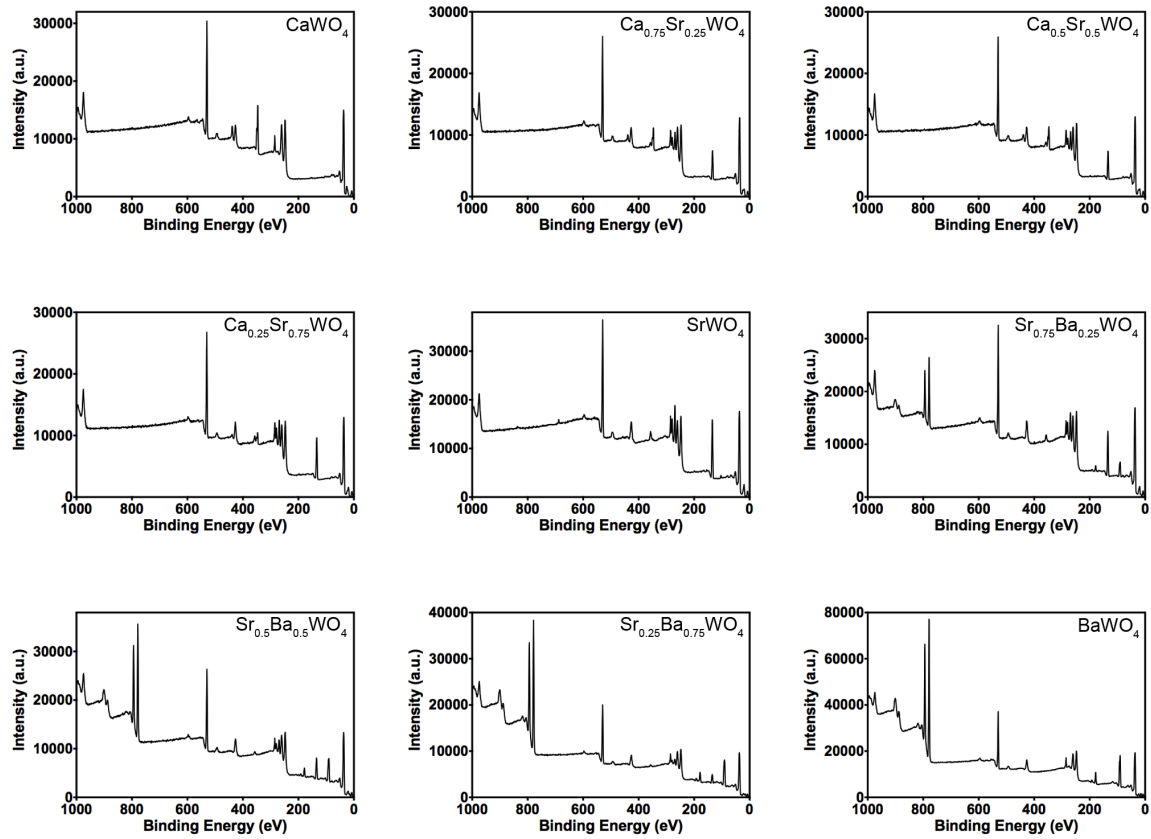 CaWO₄
Intensity (a.u.)
30000
20000
10000
0
1000 800 600 400 200 0
Binding Energy (eV)
Ca₀.₇₅Sr₀.₂₅WO₄
Intensity (a.u.)
30000
20000
10000
0
1000 800 600 400 200 0
Binding Energy (eV)
Ca₀.₅Sr₀.₅WO₄
Intensity (a.u.)
30000
20000
10000
0
1000 800 600 400 200 0
Binding Energy (eV)
Ca₀.₂₅Sr₀.₇₅WO₄
Intensity (a.u.)
30000
20000
10000
0
1000 800 600 400 200 0
Binding Energy (eV)
SrWO₄
Intensity (a.u.)
30000
20000
10000
0
1000 800 600 400 200 0
Binding Energy (eV)
Sr₀.₇₅Ba₀.₂₅WO₄
Intensity (a.u.)
30000
20000
10000
0
1000 800 600 400 200 0
Binding Energy (eV)
Sr₀.₅Ba₀.₅WO₄
Intensity (a.u.)
30000
20000
10000
0
1000 800 600 400 200 0
Binding Energy (eV)
Sr₀.₂₅Ba₀.₇₅WO₄
Intensity (a.u.)
40000
30000
20000
10000
0
1000 800 600 400 200 0
Binding Energy (eV)
BaWO₄
Intensity (a.u.)
80000
60000
40000
20000
0
1000 800 600 400 200 0
Binding Energy (eV)